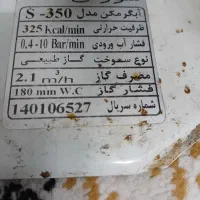 آبگرمکن مدل S -350
ظرفیت حرارتی 325 Kcal/min
فشار آب ورودی 0.4-10 Bar/min
نوع سوخت گاز طبیعی
مصرف گاز 2.1 m³/h
فشار گاز 180 mm W.C
شماره سریال 140106527